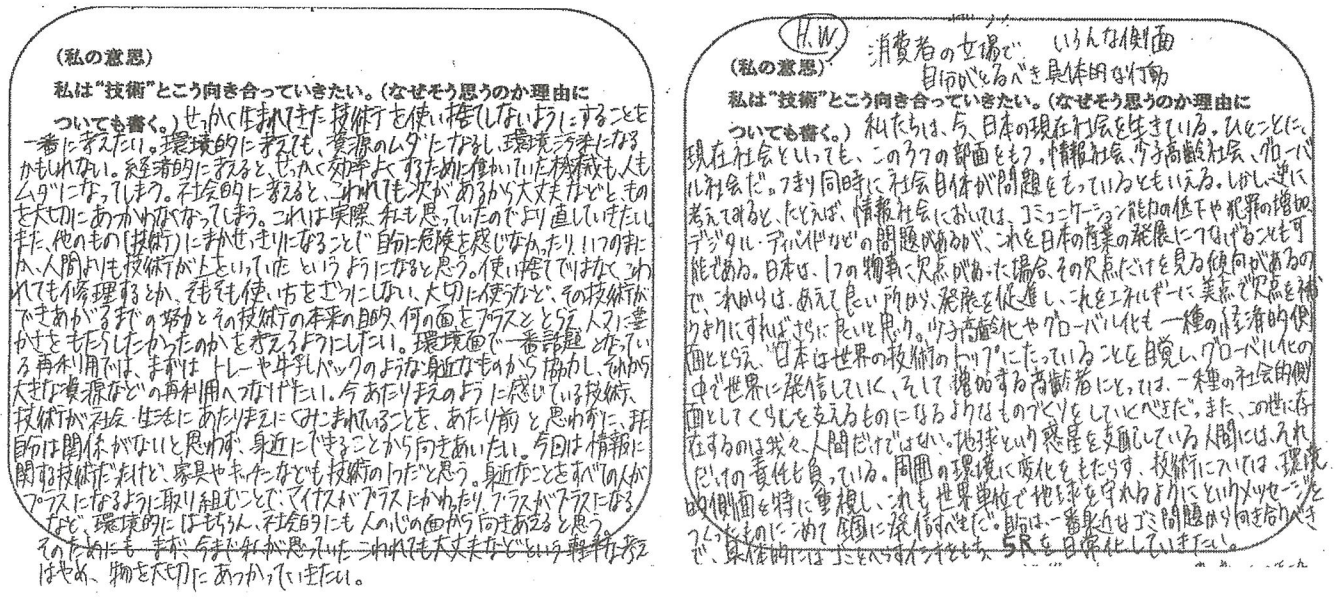 (私の意思)
私は“技術”とこう向き合っていきたい。(なぜそう思うのか理由に
ついても書く。)せっかく生まれてきた技術を使い捨てしないようにすることを
一番に考えたい。環境的に考えても、資源のムダになるし、環境汚染になる
かもしれない。経済的に考えると、せっかく効率よくするために働いていた機械も、人も
ムダになってしまう。社会的に考えると、こわれても次があるから大丈夫などと、もの
を大切にあつかわなくなってしまう。これは実際、私も思っていたのでより直していきたい。
また、他のもの(技術)にまかせっきりになることで自分に危険を感じなかったり、いつのまに
か、人間よりも技術が上をいっていたというようになると思う。使い捨てではなく、こわ
れても修理するとか、そもそも使い方をざつにしない、大切に使うなど、その技術が
できあがるまでの努力とその技術の本来の目的、何の面をプラスととらえ、人々に豊
かさをもたらしたかったのかを考えるようにしたい。環境面で一番話題となってい
る再利用では、まずは、トレーや牛乳パックのような身近なものから協力し、それから
大きな資源などの再利用へつなげたい。今あたりまえのように感じている技術、
技術が社会・生活にあたりまえにくみこまれていることを、あたり前と思わずに、また
自分は関係がないと思わず、身近にできることから向きあいたい。今回は情報に
関する技術だったけど、家具やキッチンなども技術の1つだと思う。身近なことをすべての人が
プラスになるように取り組むことで、マイナスがプラスにかわったり、プラスがプラスになる
など、環境的にはもちろん、社会的にも人の心の面から向きあえると思う。
そのためにも、まず、今まで私が思っていたこわれても大丈夫などという軽率な考え
はやめ、物を大切にあつかっていきたい。
H.W.
消費者の立場で、いろんな側面
自分がとるべき具体的な行動
(私の意思)
私は“技術”とこう向き合っていきたい。(なぜそう思うのか理由に
ついても書く。)私たちは、今、日本の現在社会を生きている。ひとことに、
現在社会といっても、この3つの部面をもつ。情報社会、少子高齢社会、グローバ
ル社会だ。つまり同時に社会自体が問題をもっているともいえる。しかし、逆に
考えてみると、たとえば、情報社会においては、コミュニケーション能力の低下や犯罪の増加、
デジタル・ディバイドなどの問題があるが、これを日本の産業の発展につなげることも可
能である。日本は、1つの物事に欠点があった場合、その欠点だけを見る傾向があるの
で、これからは、あえて良い所から、発展を促進し、これをエネルギーに美点で欠点を補
うようにすればさらに良いと思う。少子高齢化やグローバル化も一種の経済的側
面ととらえ、日本は世界の技術のトップにたっていることを自覚し、グローバル化の
中で世界に発信していく、そして増加する高齢者にとっては、一種の社会的側
面としてくらしを支えるものになるようなものづくりをしていくべきだ。また、この世に存
在するのは我々、人間だけではない。地球という惑星を支配している人間には、それ
だけの責任も負っている。周囲の環境に変化をもたらす、技術については、環境
的側面を特に重視し、これも世界単位で地球を守れるようにというメッセージを
つくったものにこめて全国に発信すべきだ。自分は一番身近なゴミ問題から向き合うべき
で、具体的には、5Rを日常化していきたい。